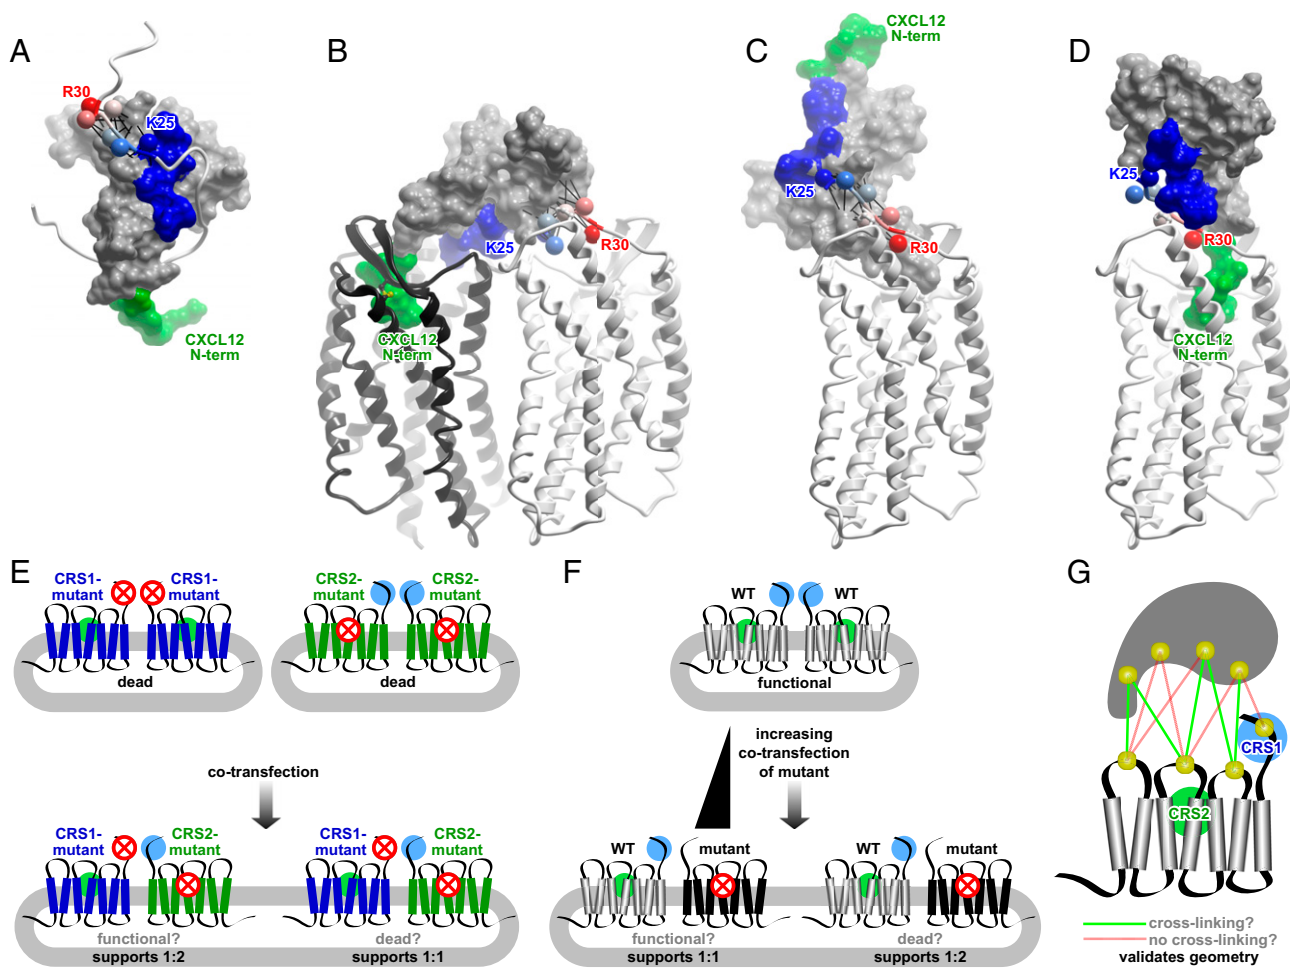 A
R30
K25
CXCL12
N-term
B
K25
R30
CXCL12
N-term
C
CXCL12
N-term
K25
R30
D
K25
R30
CXCL12
N-term
E
CRS1-
mutant
CRS1-
mutant
dead
CRS2-
mutant
CRS2-
mutant
dead
co-transfection
CRS1-
mutant
CRS2-
mutant
functional?
supports 1:2
CRS1-
mutant
CRS2-
mutant
dead?
supports 1:1
F
WT
WT
functional
increasing
co-transfection
of mutant
WT
mutant
functional?
supports 1:1
WT
mutant
dead?
supports 1:2
G
CRS1
CRS2
cross-linking?
no cross-linking?
validates geometry